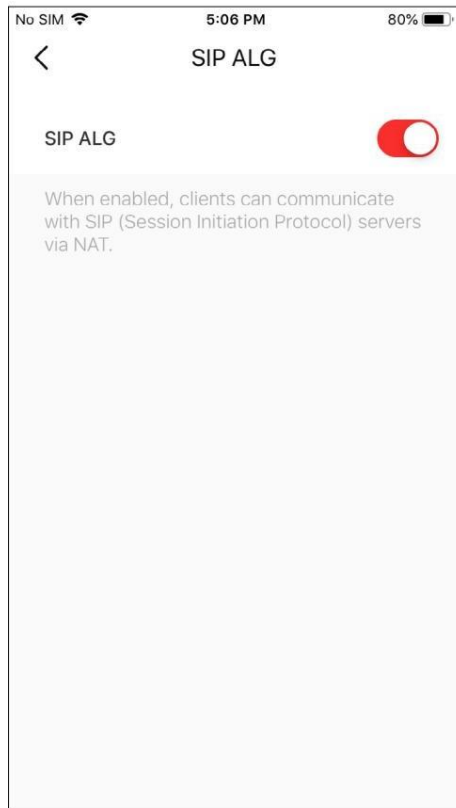 No SIM 5:06 PM 80%
SIP ALG
SIP ALG
When enabled, clients can communicate
with SIP (Session Initiation Protocol) servers
via NAT.